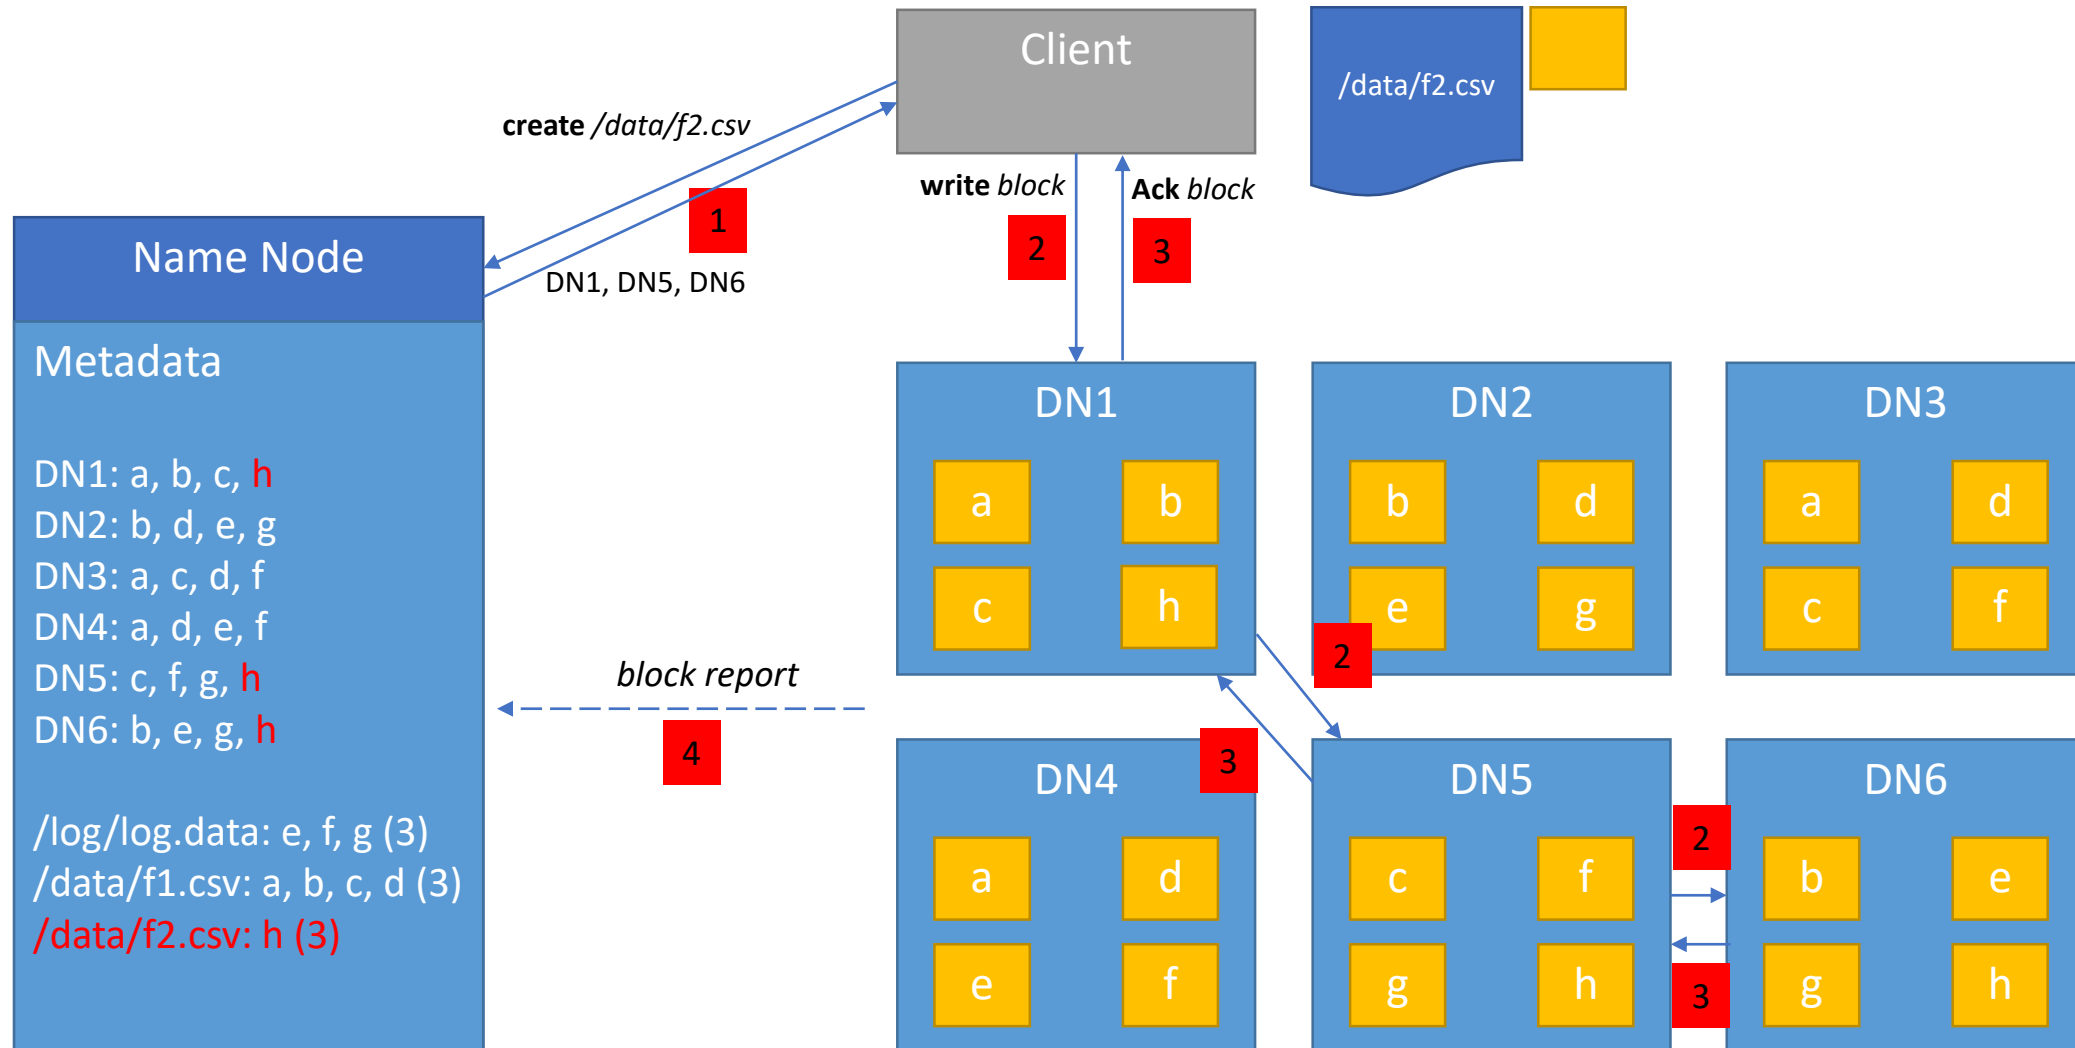 Client
/data/f2.csv
create /data/f2.csv
1
DN1, DN5, DN6
write block
2
Ack block
3
Name Node
Metadata
DN1: a, b, c, h
DN2: b, d, e, g
DN3: a, c, d, f
DN4: a, d, e, f
DN5: c, f, g, h
DN6: b, e, g, h
/log/log.data: e, f, g (3)
/data/f1.csv: a, b, c, d (3)
/data/f2.csv: h (3)
block report
4
DN1
a b
c h
DN2
b d
e g
DN3
a d
c f
2
3
DN4
a d
e f
DN5
c f
g h
2
3
DN6
b e
g h